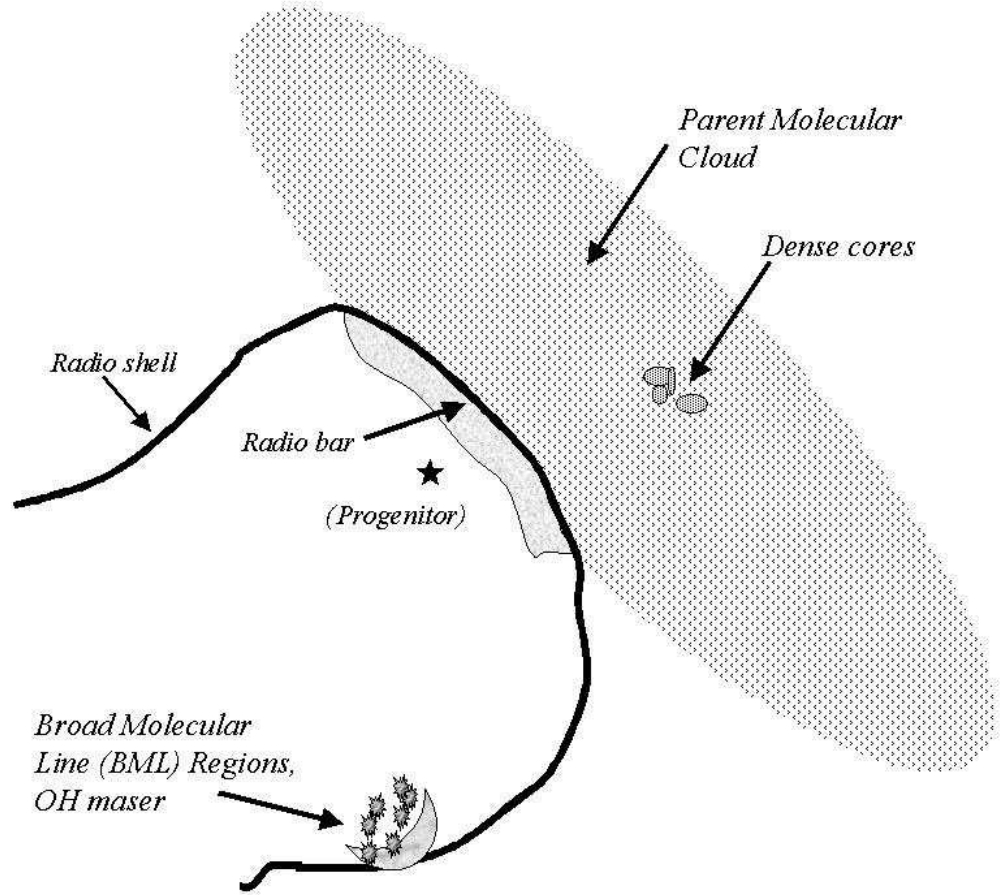 Parent Molecular
Cloud
Dense cores
Radio shell
Radio bar
(Progenitor)
Broad Molecular
Line (BML) Regions,
OH maser